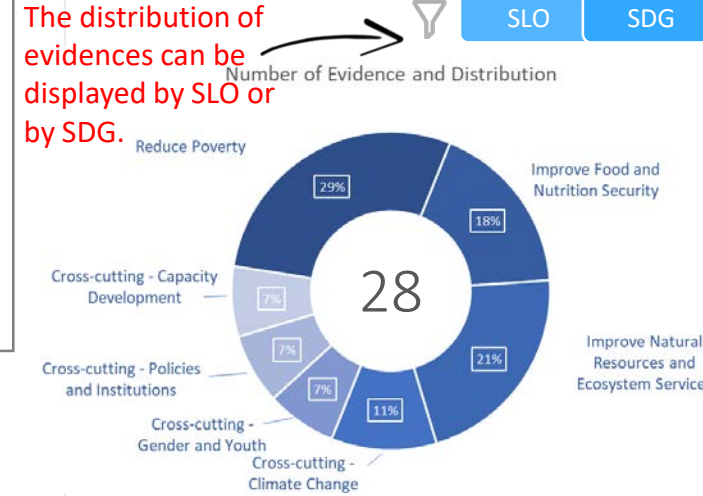 The distribution of
evidences can be
displayed by SLO or
by SDG.
SLO
SDG
Number of Evidence and Distribution
Reduce Poverty
29%
Improve Food and
Nutrition Security
18%
Cross-cutting - Capacity
Development
7%
28
Improve Natural
Resources and
Ecosystem Service
21%
Cross-cutting - Policies
and Institutions
7%
Cross-cutting -
Gender and Youth
7%
Cross-cutting -
Climate Change
11%